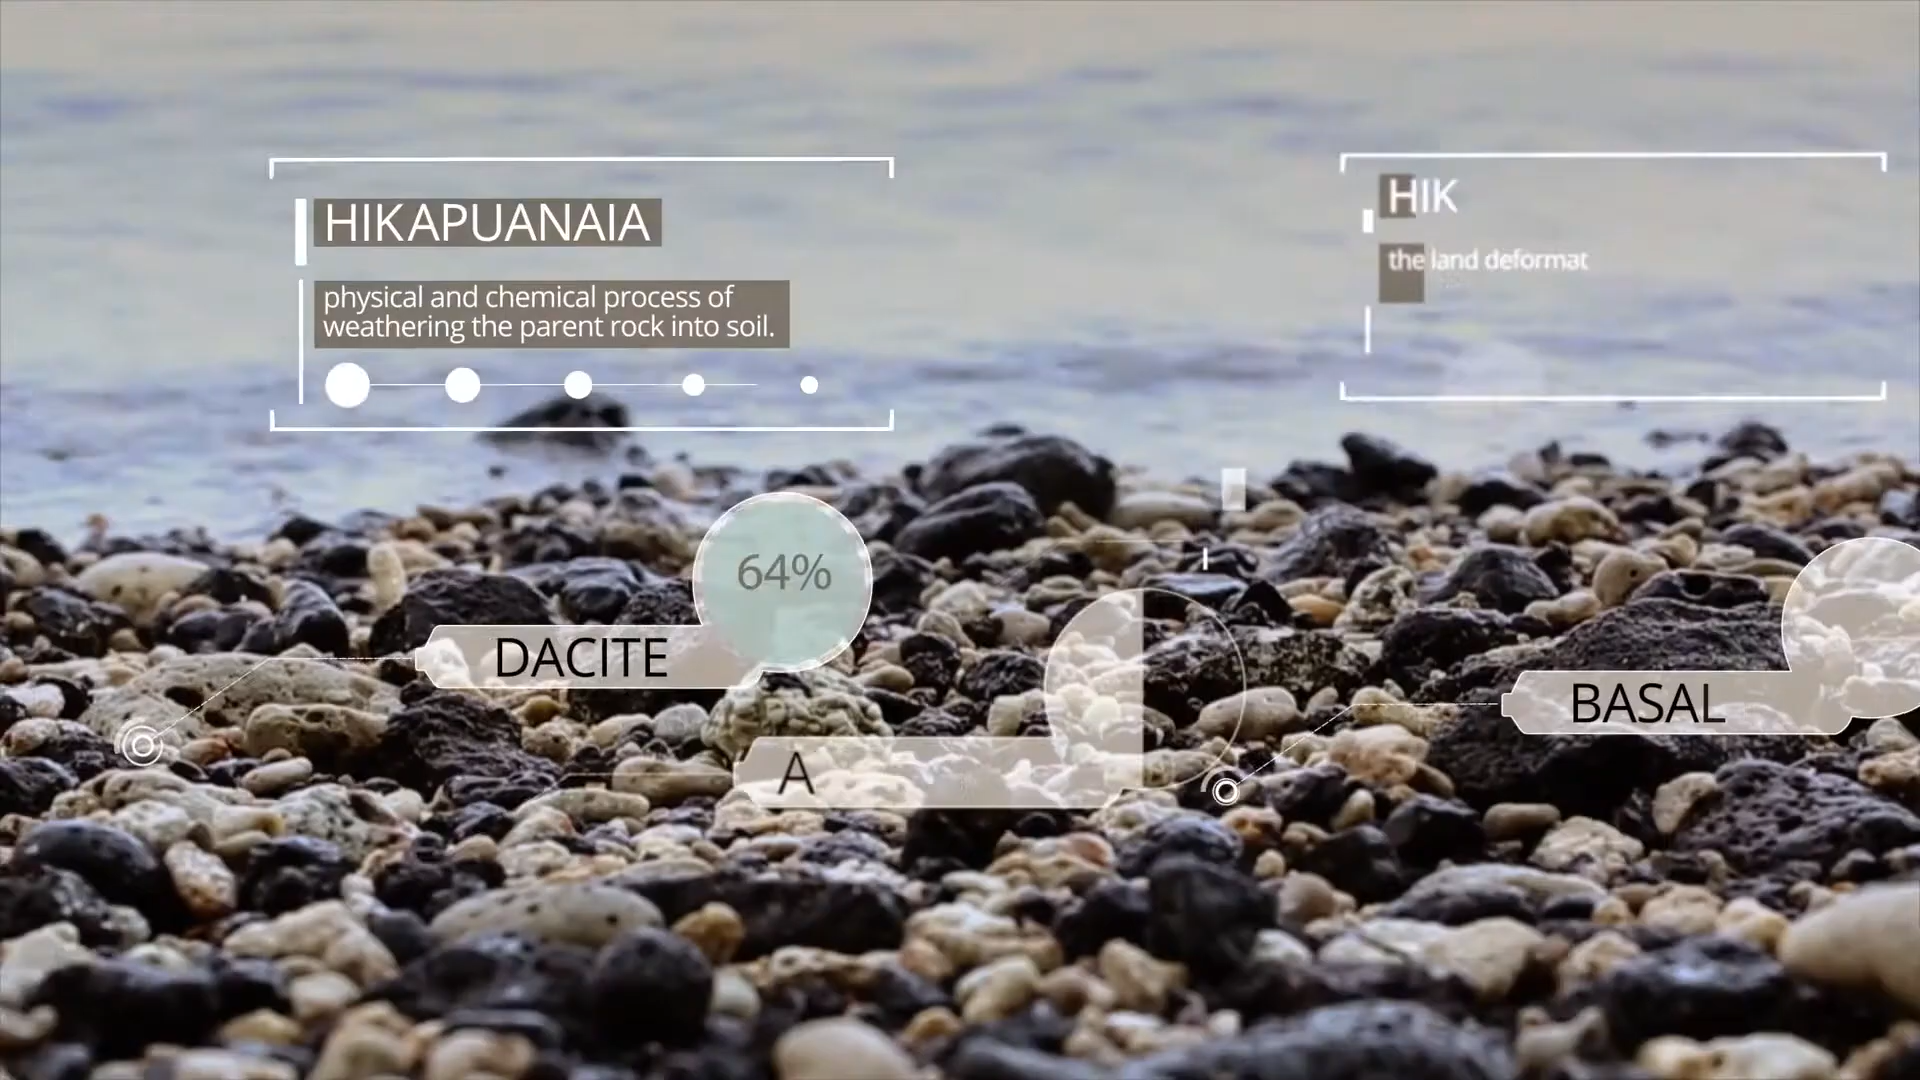 HIKAPUANAIA
physical and chemical process of
weathering the parent rock into soil.
HIK
the land deformat
64%
DACITE
BASAL
A